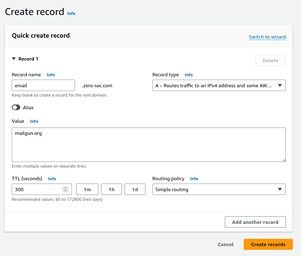 Create record Info
Quick create record
Switch to wizard
Record 1
Delete
Record name Info
email
.zero-sec.com
Keep blank to create a record for the root domain.
Record type Info
A – Routes traffic to an IPv4 address and some AW...
Alias
Value Info
mailgun.org
Enter multiple values on separate lines.
TTL (seconds) Info
300
1m
1h
1d
Recommended values: 60 to 172800 (two days)
Routing policy Info
Simple routing
Add another record
Cancel
Create records